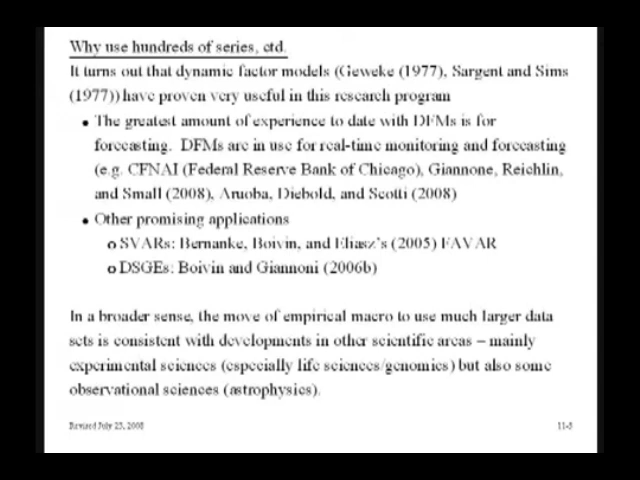 Why use hundreds of series, ctd.
It turns out that dynamic factor models (Geweke (1977), Sargent and Sims
(1977)) have proven very useful in this research program
• The greatest amount of experience to date with DFMs is for
forecasting. DFMs are in use for real-time monitoring and forecasting
(e.g. CFNAI (Federal Reserve Bank of Chicago), Giannone, Reichlin,
and Small (2008), Aruoba, Diebold, and Scotti (2008)
• Other promising applications
o SVARs: Bernanke, Boivin, and Eliasz's (2005) FAVAR
o DSGEs: Boivin and Giannoni (2006b)
In a broader sense, the move of empirical macro to use much larger data
sets is consistent with developments in other scientific areas – mainly
experimental sciences (especially life sciences/genomics) but also some
observational sciences (astrophysics).
Revised July 23, 2008
11-5